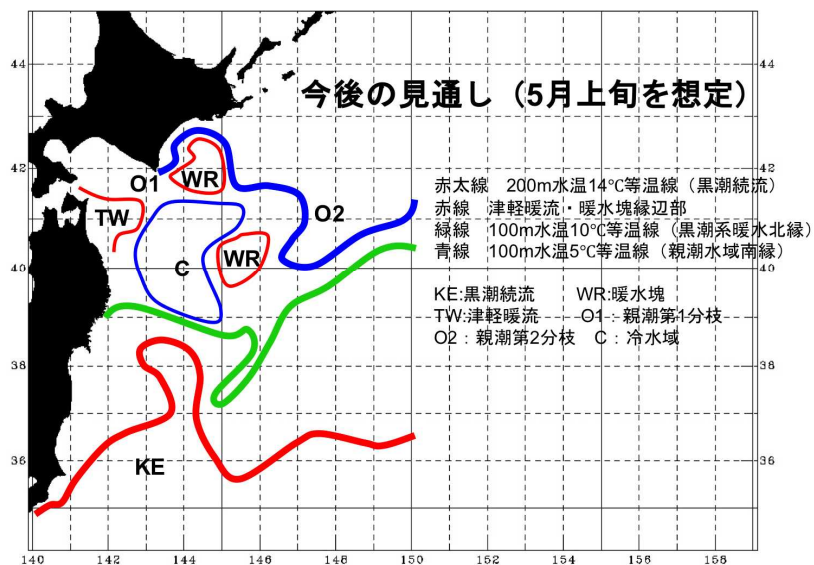 今後の見通し（5月上旬を想定）
赤太線　200m水温14℃等温線（黒潮続流）
赤線　津軽暖流・暖水塊縁辺部
緑線　100m水温10℃等温線（黒潮系暖水北縁）
青線　100m水温5℃等温線（親潮水域南縁）
KE:黒潮続流　WR:暖水塊
TW:津軽暖流　O1：親潮第1分枝
O2：親潮第2分枝　C：冷水域
44 44
42 42
40 40
38 38
36 36
O1
WR
TW
O2
WR
C
KE
140 142 144 146 148 150 152 154 156 158